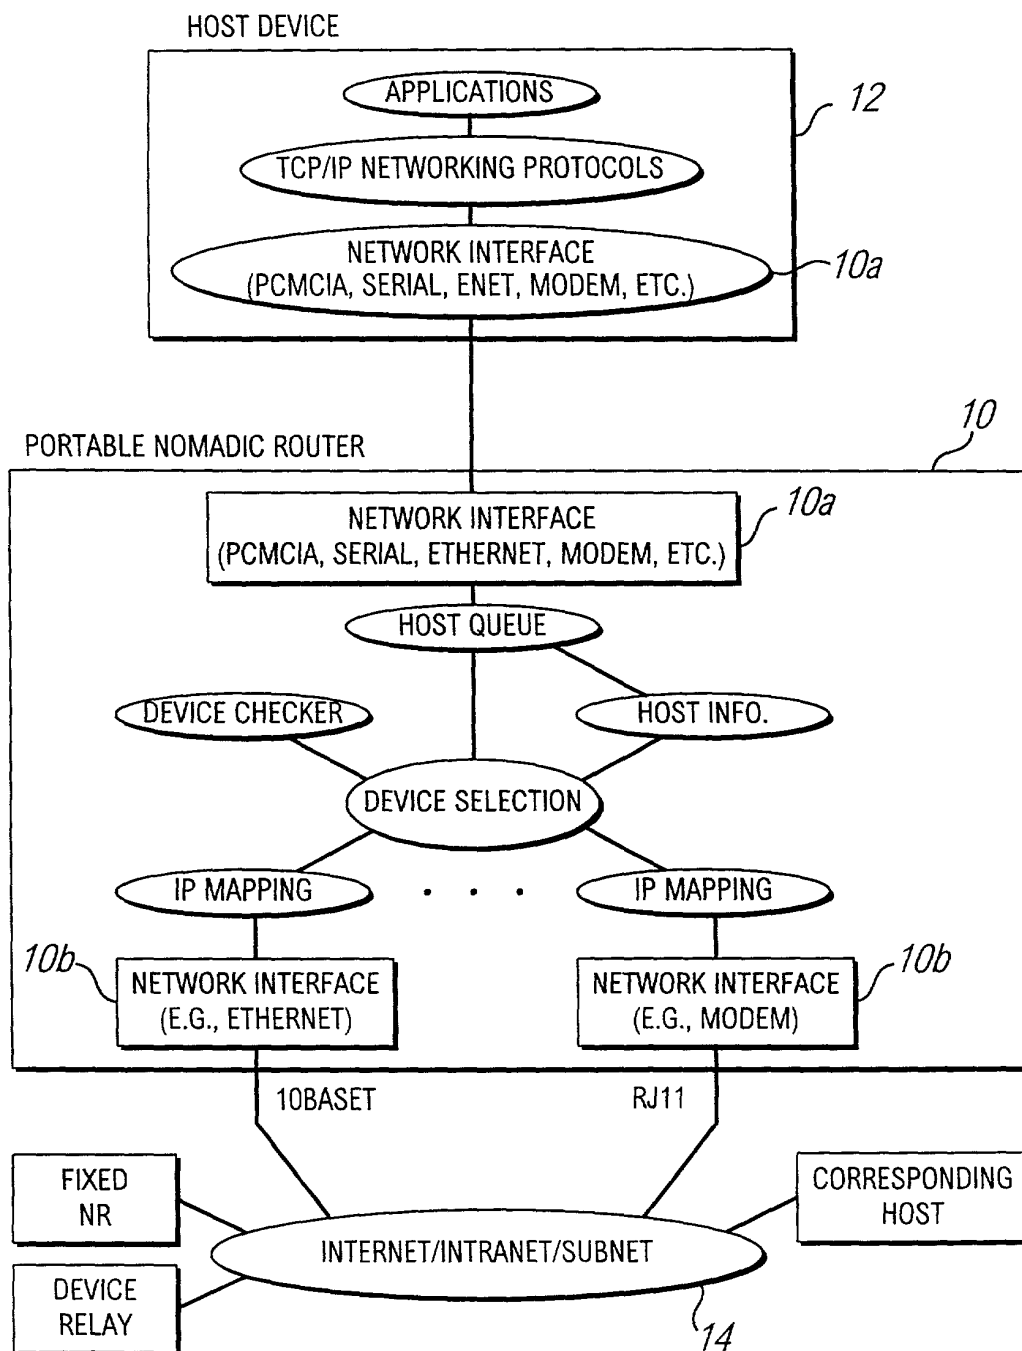 HOST DEVICE
APPLICATIONS
12
TCP/IP NETWORKING PROTOCOLS
NETWORK INTERFACE
(PCMCIA, SERIAL, ENET, MODEM, ETC.)
10a
10
PORTABLE NOMADIC ROUTER
NETWORK INTERFACE
(PCMCIA, SERIAL, ETHERNET, MODEM, ETC.)
10a
HOST QUEUE
DEVICE CHECKER
HOST INFO.
DEVICE SELECTION
IP MAPPING
. . .
IP MAPPING
10b
NETWORK INTERFACE
(E.G., ETHERNET)
NETWORK INTERFACE
(E.G., MODEM)
10b
10BASET
RJ11
FIXED
NR
CORRESPONDING
HOST
INTERNET/INTRANET/SUBNET
DEVICE
RELAY
14